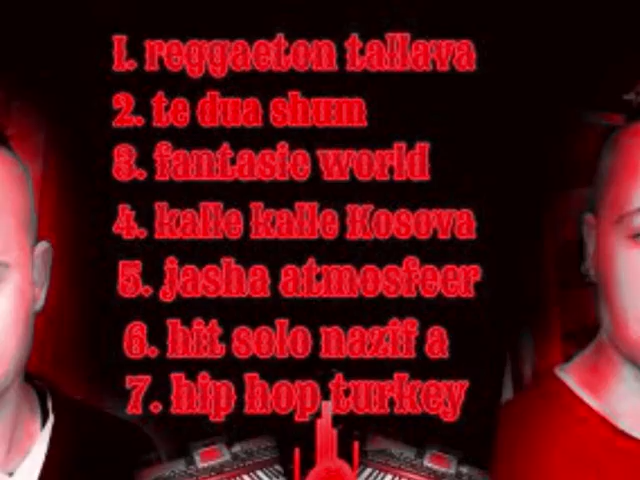 1. reggaeton tallava
2. te dua shum
3. fantasie world
4. kalle kalle Kosova
5. jasha atmosfeer
6. hit solo nazif a
7. hip hop turkey